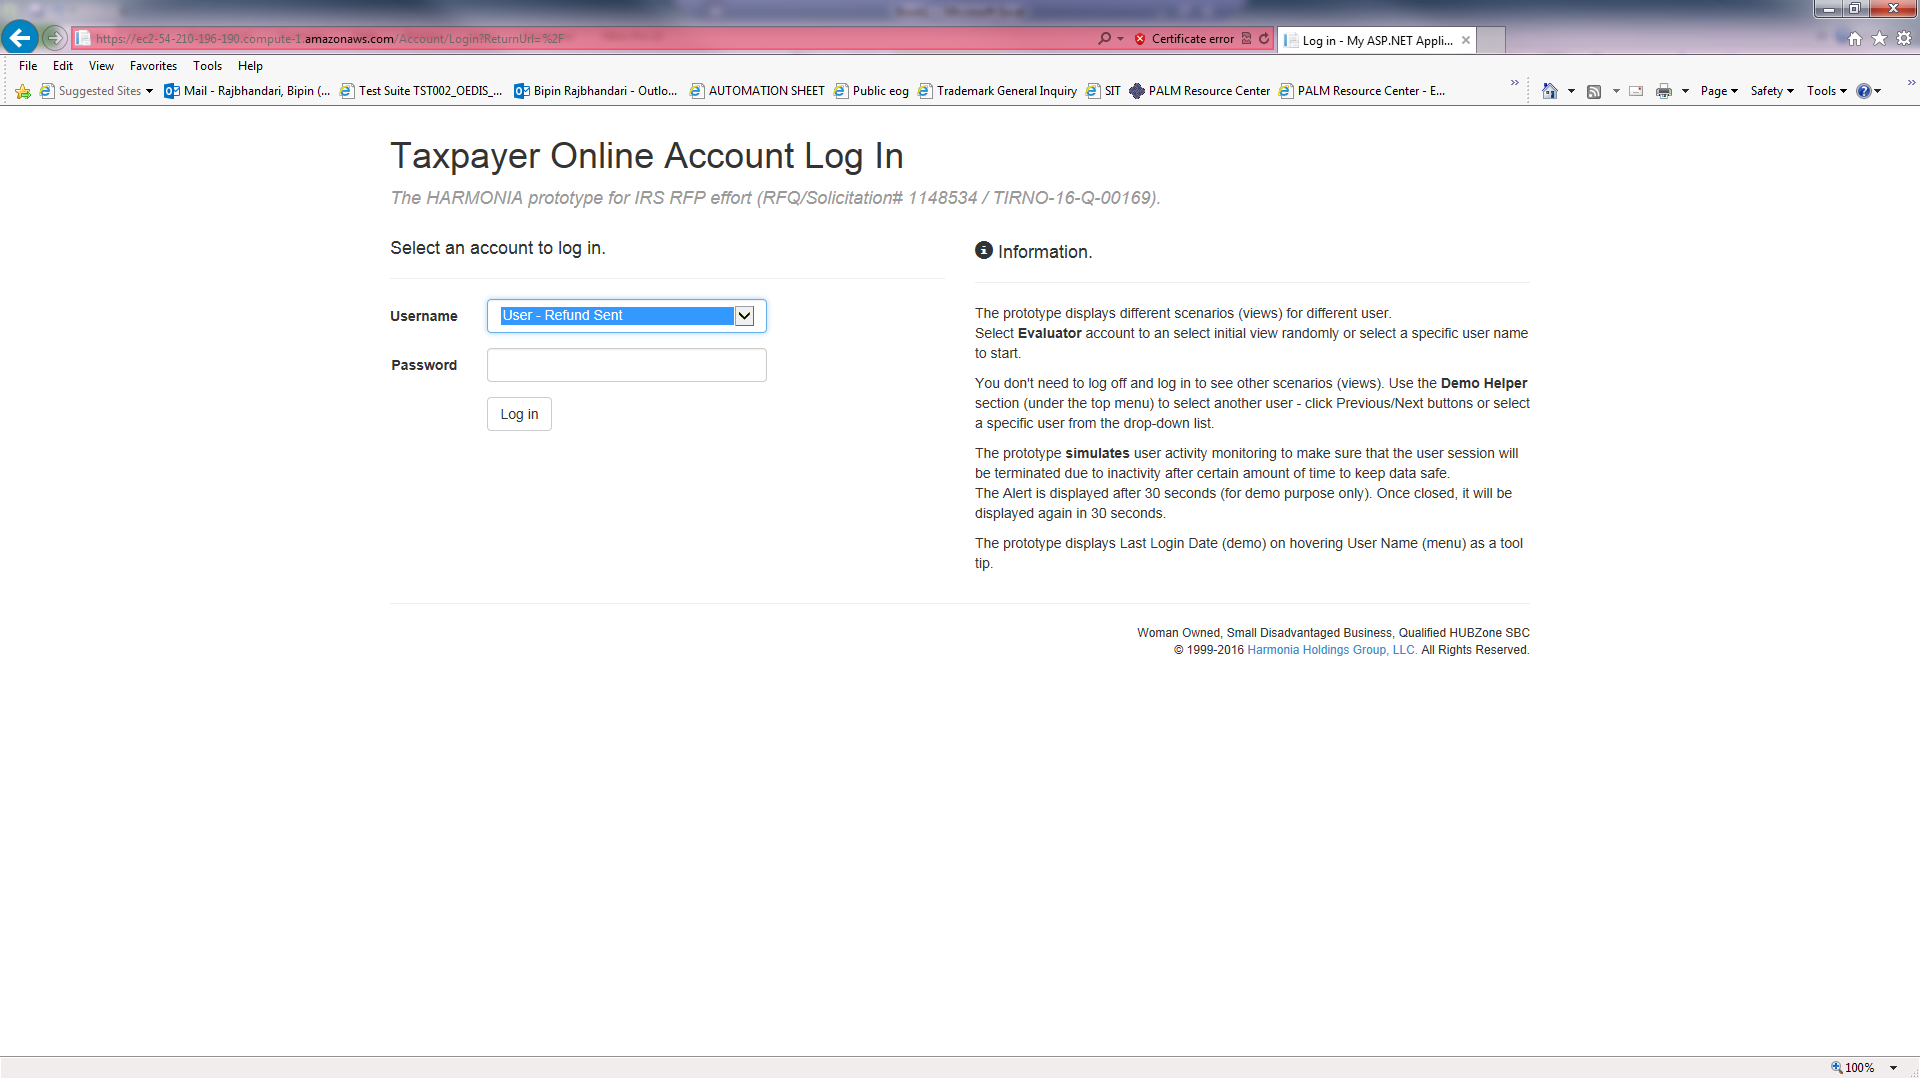 https://ec2-54-210-196-190.compute-1.amazonaws.com/Account/Login?ReturnUrl=%2F
Certificate error
Log in - My ASP.NET Appli...
File Edit View Favorites Tools Help
Suggested Sites
Mail - Rajbhandari, Bipin (...
Test Suite TST002_OEDIS_...
Bipin Rajbhandari - Outlo...
AUTOMATION SHEET
Public eog
Trademark General Inquiry
SIT
PALM Resource Center
PALM Resource Center - E...
Page Safety Tools
Taxpayer Online Account Log In
The HARMONIA prototype for IRS RFP effort (RFQ/Solicitation# 1148534 / TIRNO-16-Q-00169).
Select an account to log in.
Username
User - Refund Sent
Password
Log in
Information.
The prototype displays different scenarios (views) for different user.
Select Evaluator account to an select initial view randomly or select a specific user name
to start.
You don't need to log off and log in to see other scenarios (views). Use the Demo Helper
section (under the top menu) to select another user - click Previous/Next buttons or select
a specific user from the drop-down list.
The prototype simulates user activity monitoring to make sure that the user session will
be terminated due to inactivity after certain amount of time to keep data safe.
The Alert is displayed after 30 seconds (for demo purpose only). Once closed, it will be
displayed again in 30 seconds.
The prototype displays Last Login Date (demo) on hovering User Name (menu) as a tool
tip.
Woman Owned, Small Disadvantaged Business, Qualified HUBZone SBC
© 1999-2016 Harmonia Holdings Group, LLC. All Rights Reserved.
100%